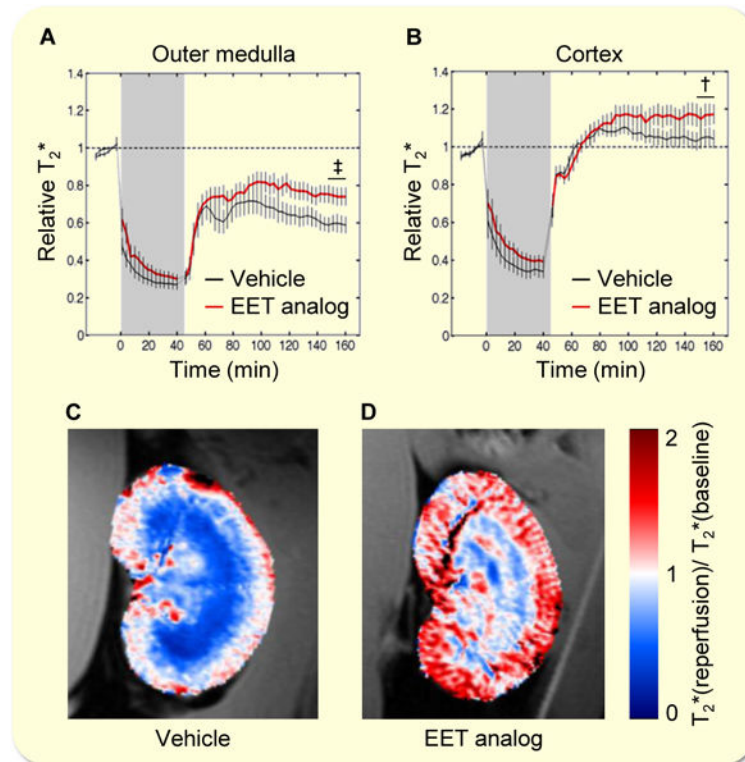 A
Outer medulla
Relative T2*
1.4
1.2
1
0.8
0.6
0.4
0.2
0
‡
Vehicle
EET analog
0 20 40 60 80 100 120 140 160
Time (min)
B
Cortex
Relative T2*
1.4
1.2
1
0.8
0.6
0.4
0.2
0
†
Vehicle
EET analog
0 20 40 60 80 100 120 140 160
Time (min)
C
Vehicle
D
EET analog
2
1
0
T2*(reperfusion)/ T2*(baseline)